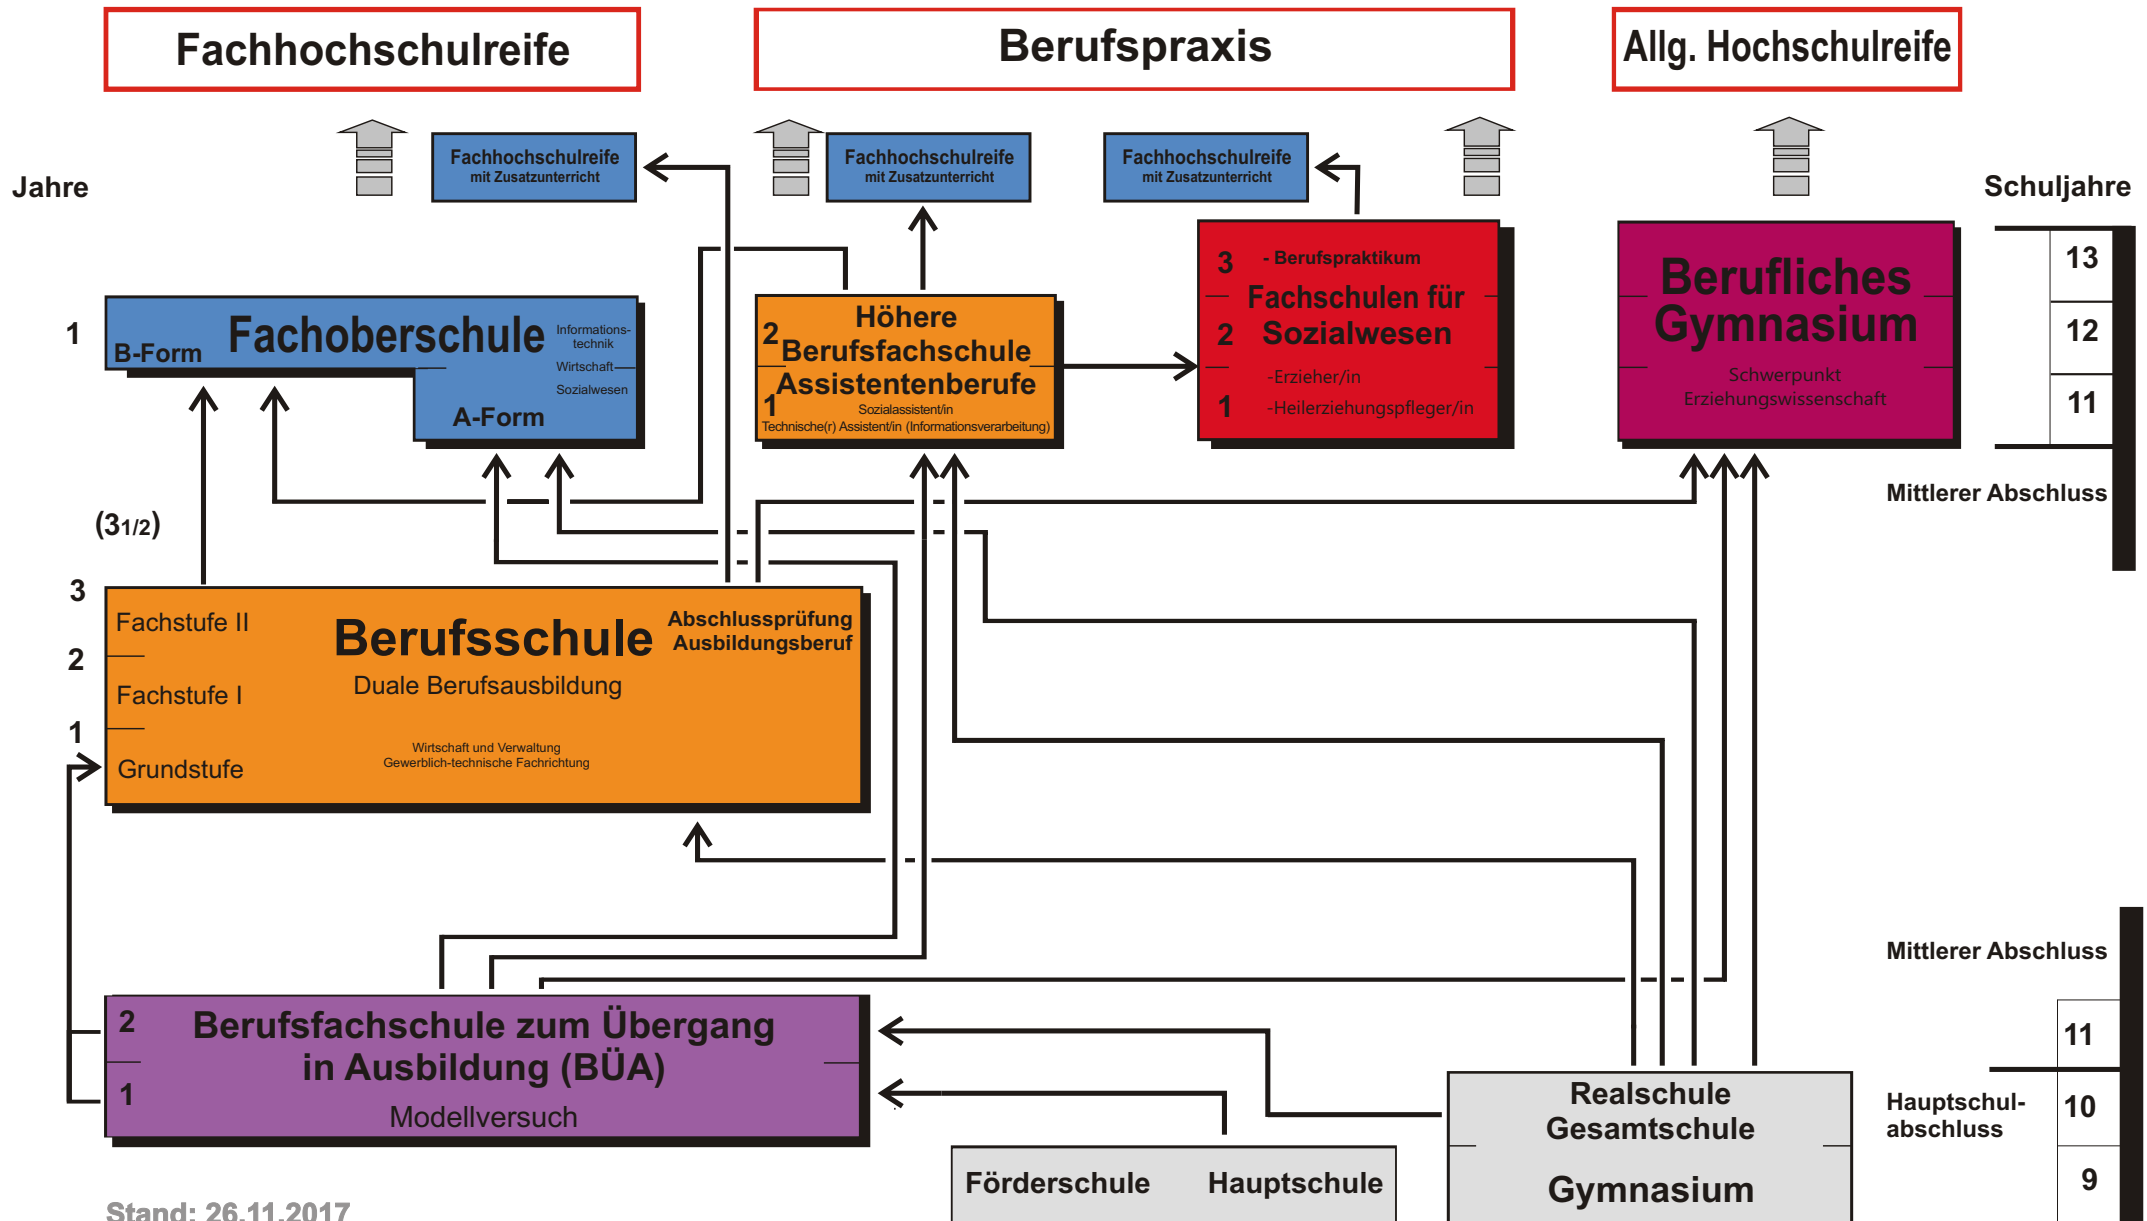 Fachhochschulreife
Berufspraxis
Allg. Hochschulreife
Jahre
Fachhochschulreife
mit Zusatzunterricht
Fachhochschulreife
mit Zusatzunterricht
Fachhochschulreife
mit Zusatzunterricht
Schuljahre
1
B-Form
Fachoberschule
Informations-
technik
Wirtschaft
Sozialwesen
A-Form
2
1
Höhere
Berufsfachschule
Assistentenberufe
Sozialassistent/in
Technische(r) Assistent/in (Informationsverarbeitung)
3
- Berufspraktikum
Fachschulen für
2
Sozialwesen
-Erzieher/in
1
-Heilerziehungspfleger/in
Berufliches
Gymnasium
Schwerpunkt
Erziehungswissenschaft
13
12
11
Mittlerer Abschluss
(31/2)
3
2
1
Fachstufe II
Fachstufe I
Grundstufe
Berufsschule
Duale Berufsausbildung
Wirtschaft und Verwaltung
Gewerblich-technische Fachrichtung
Abschlussprüfung
Ausbildungsberuf
Mittlerer Abschluss
2
1
Berufsfachschule zum Übergang
in Ausbildung (BÜA)
Modellversuch
Förderschule
Hauptschule
Realschule
Gesamtschule
Gymnasium
11
Hauptschul-
abschluss
10
9
Stand: 26.11.2017